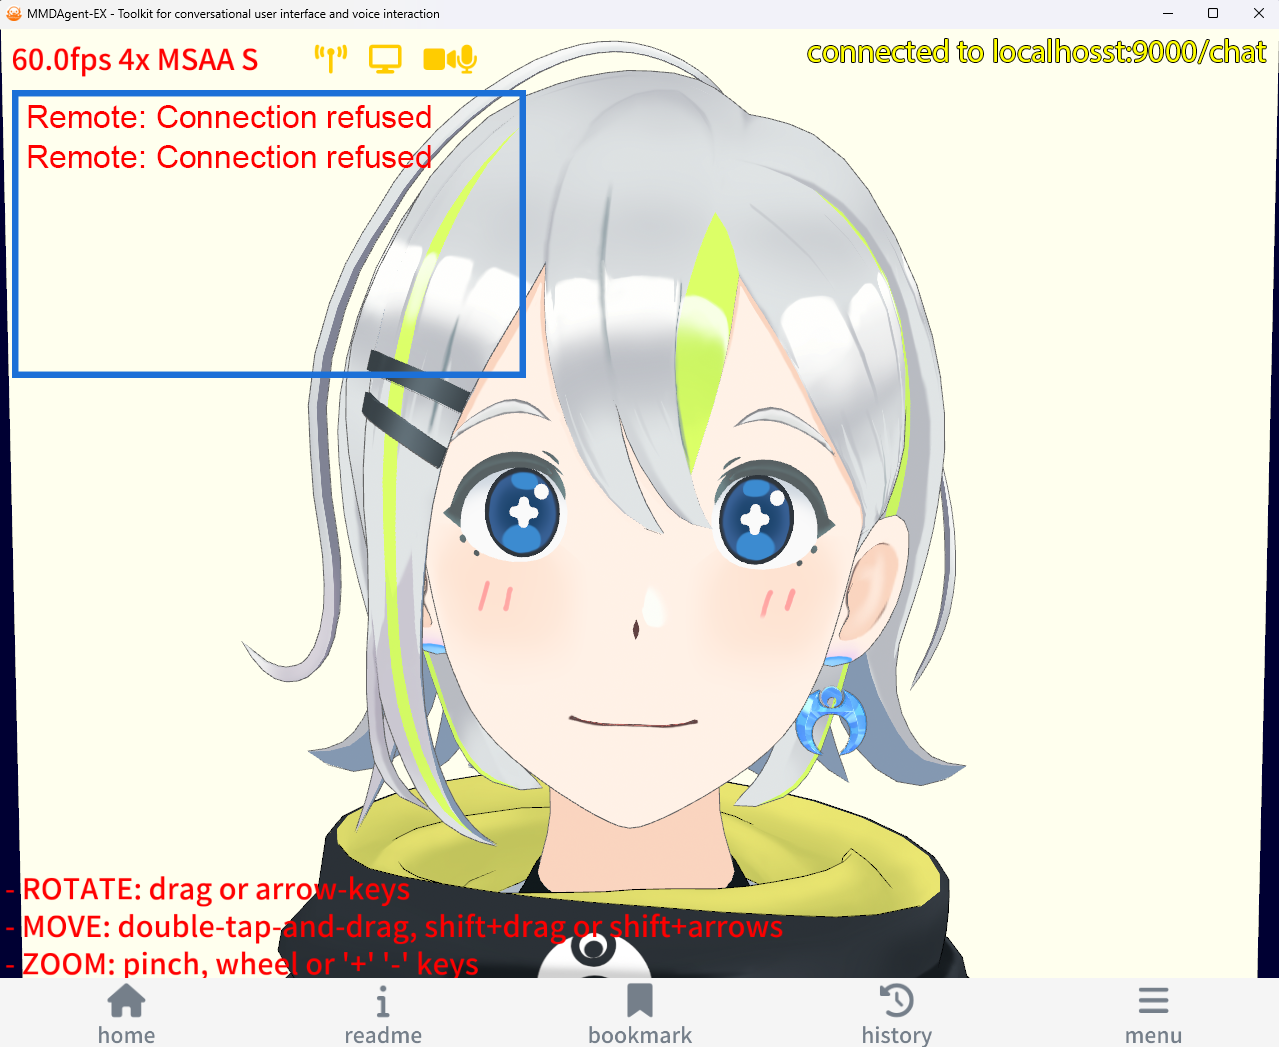 MMDAgent-EX - Toolkit for conversational user interface and voice interaction
60.0fps 4x MSAA S
connected to localhosst:9000/chat
Remote: Connection refused
Remote: Connection refused
- ROTATE: drag or arrow-keys
- MOVE: double-tap-and-drag, shift+drag or shift+arrows
- ZOOM: pinch, wheel or '+' '-' keys
home
readme
bookmark
history
menu